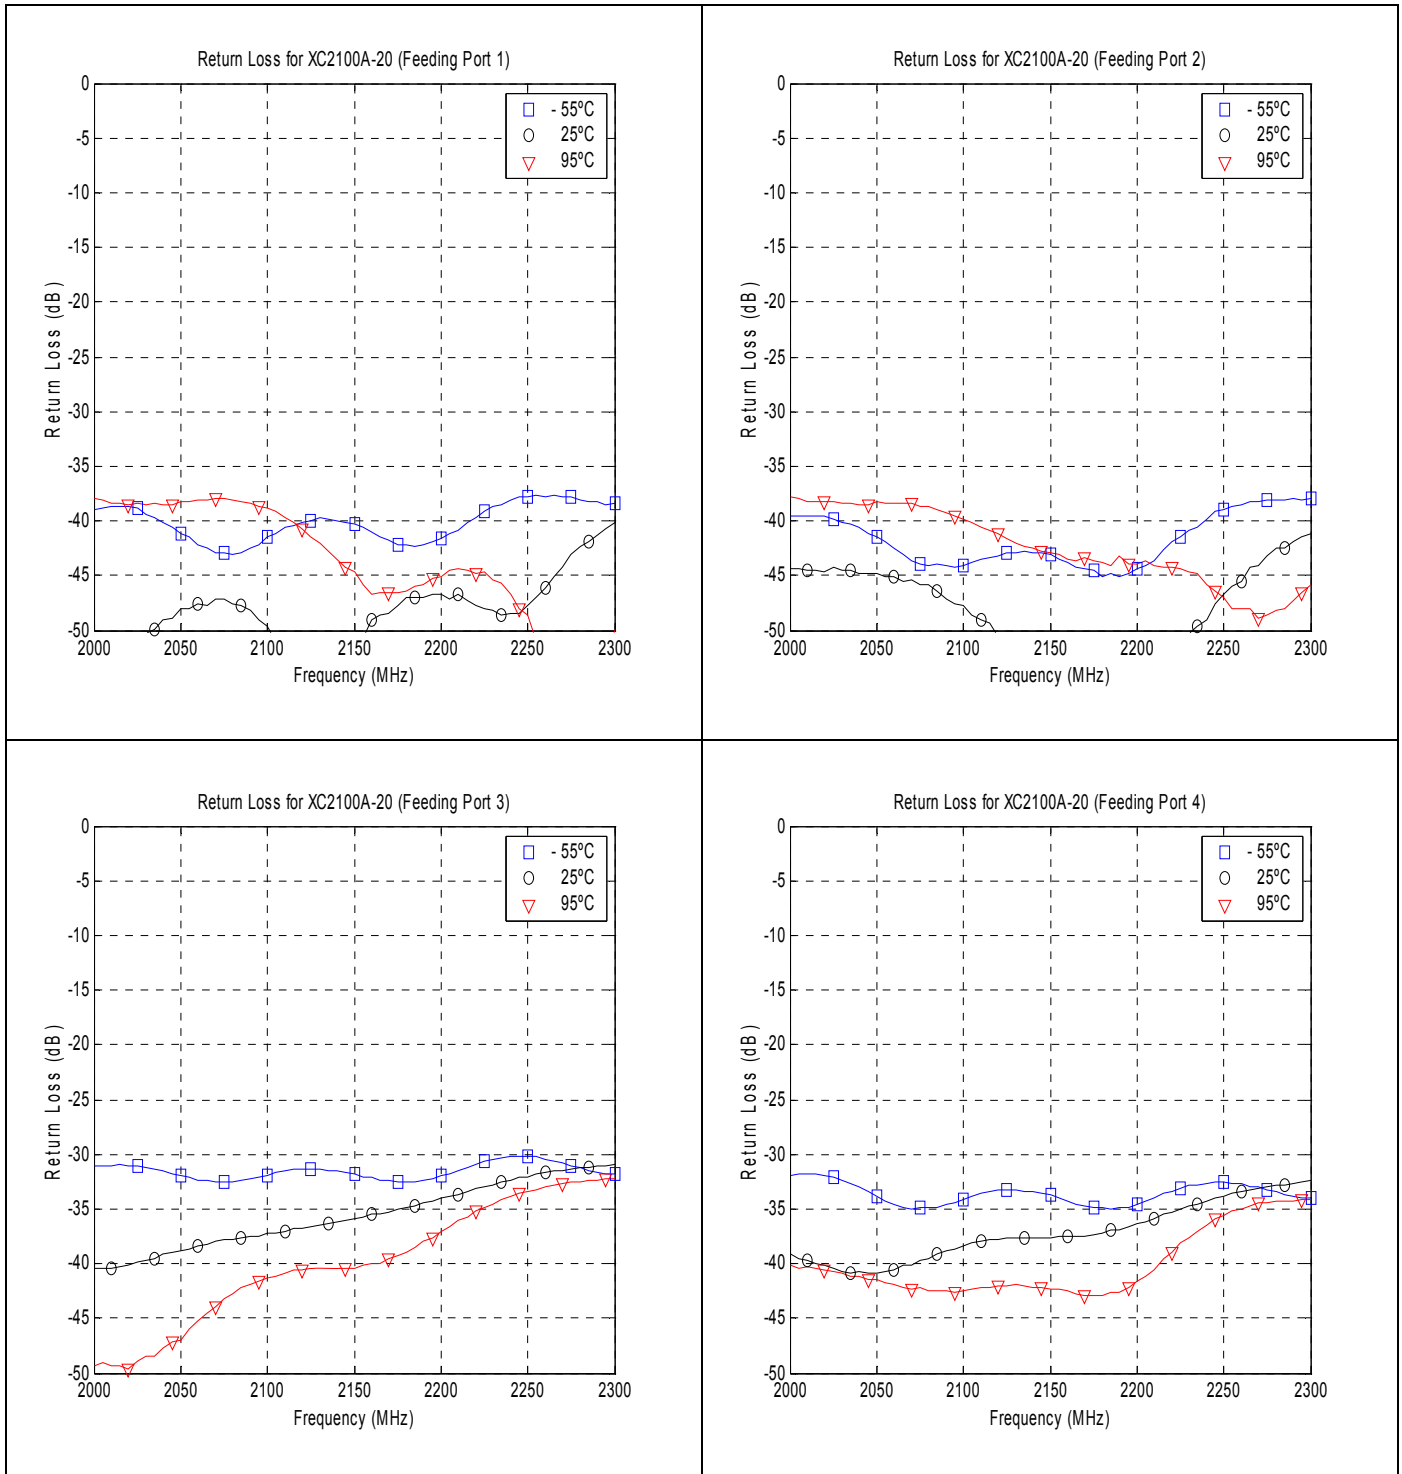 Return Loss for XC2100A-20 (Feeding Port 1)
0
-5
-10
-15
-20
-25
-30
-35
-40
-45
-50
Return Loss (dB)
- 55ºC
25ºC
95ºC
2000 2050 2100 2150 2200 2250 2300
Frequency (MHz)
Return Loss for XC2100A-20 (Feeding Port 2)
0
-5
-10
-15
-20
-25
-30
-35
-40
-45
-50
Return Loss (dB)
- 55ºC
25ºC
95ºC
2000 2050 2100 2150 2200 2250 2300
Frequency (MHz)
Return Loss for XC2100A-20 (Feeding Port 3)
0
-5
-10
-15
-20
-25
-30
-35
-40
-45
-50
Return Loss (dB)
- 55ºC
25ºC
95ºC
2000 2050 2100 2150 2200 2250 2300
Frequency (MHz)
Return Loss for XC2100A-20 (Feeding Port 4)
0
-5
-10
-15
-20
-25
-30
-35
-40
-45
-50
Return Loss (dB)
- 55ºC
25ºC
95ºC
2000 2050 2100 2150 2200 2250 2300
Frequency (MHz)